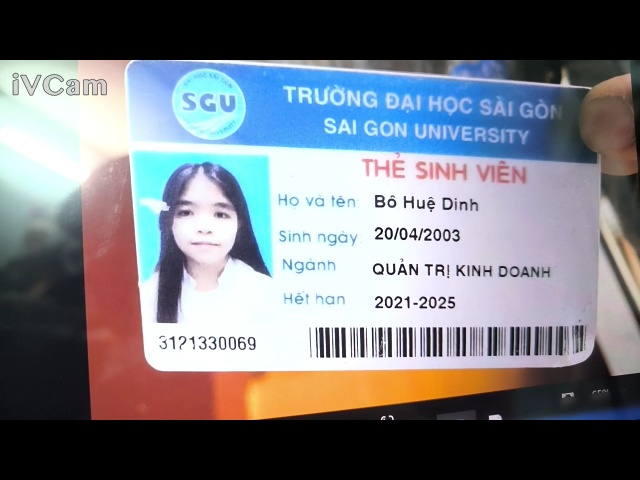 iVCam
SGU
TRƯỜNG ĐẠI HỌC SÀI GÒN
SAI GON UNIVERSITY
THẺ SINH VIÊN
Họ và tên: Bô Huệ Dinh
Sinh ngày: 20/04/2003
Ngành QUẢN TRỊ KINH DOANH
Hết hạn 2021-2025
3121330069